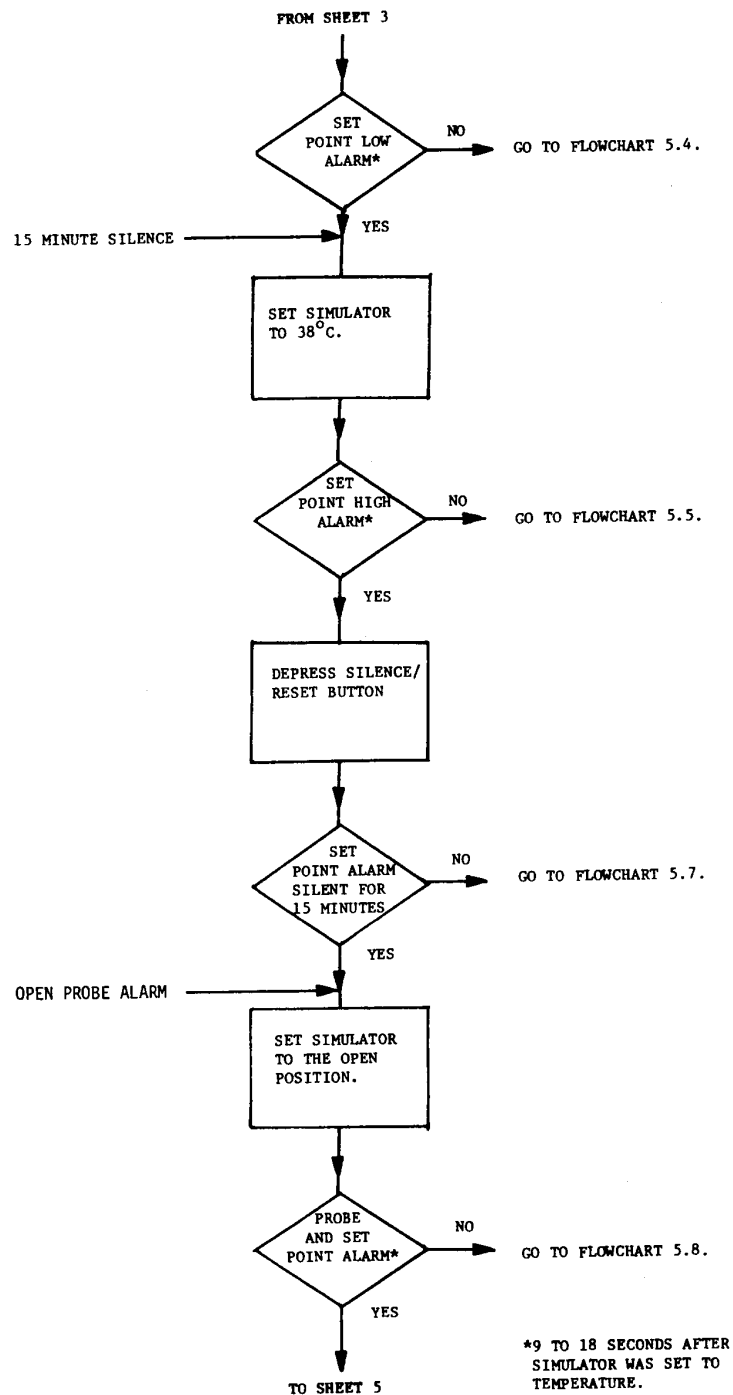 FROM SHEET 3
SET
POINT LOW
ALARM*
NO
GO TO FLOWCHART 5.4.
YES
15 MINUTE SILENCE
SET SIMULATOR
TO 38°C.
SET
POINT HIGH
ALARM*
NO
GO TO FLOWCHART 5.5.
YES
DEPRESS SILENCE/
RESET BUTTON
SET
POINT ALARM
SILENT FOR
15 MINUTES
NO
GO TO FLOWCHART 5.7.
YES
OPEN PROBE ALARM
SET SIMULATOR
TO THE OPEN
POSITION.
PROBE
AND SET
POINT ALARM*
NO
GO TO FLOWCHART 5.8.
YES
TO SHEET 5
*9 TO 18 SECONDS AFTER
SIMULATOR WAS SET TO
TEMPERATURE.